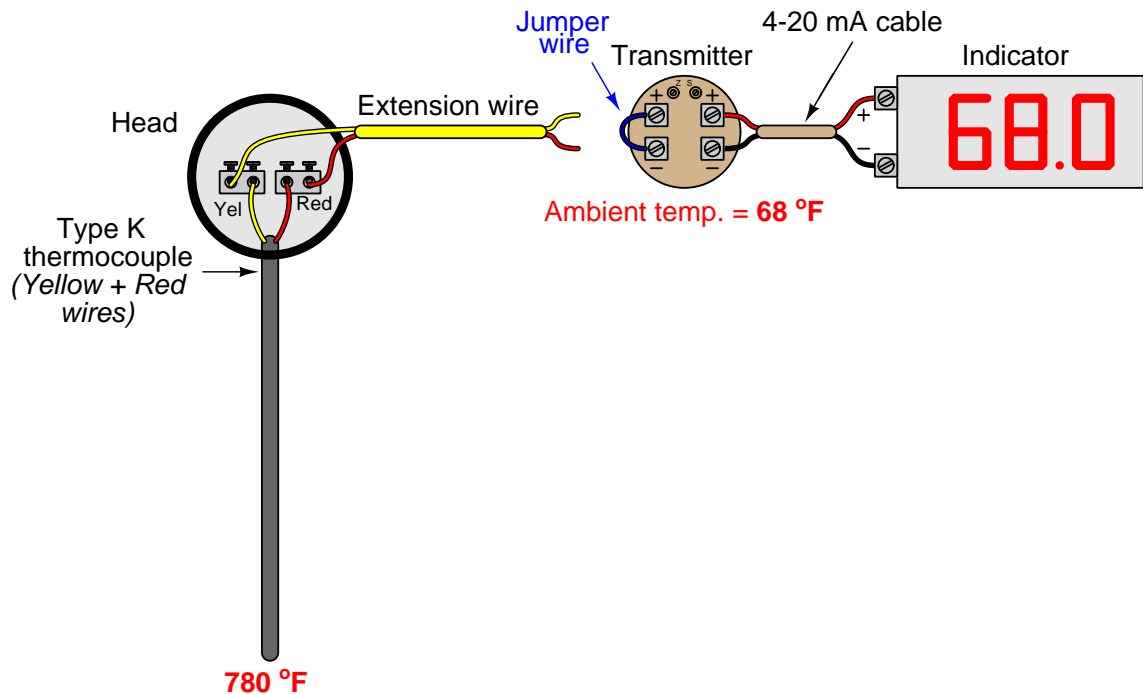 Jumper
wire
4-20 mA cable
Transmitter
Indicator
Z S
+ +
− −
+
−
68.0
Head
Extension wire
Yel
Red
Ambient temp. = 68 °F
Type K
thermocouple
(Yellow + Red
wires)
780 °F